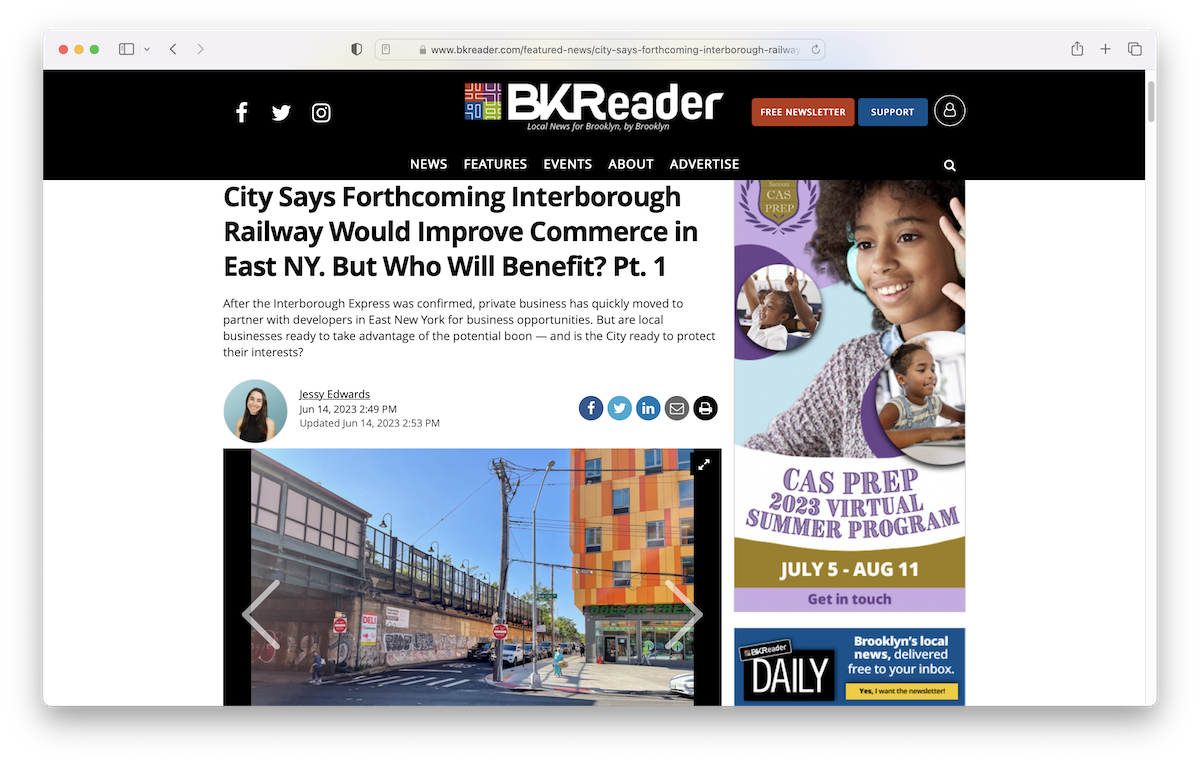 www.bkreader.com/featured-news/city-says-forthcoming-interborough-railway
BKReader
Local News for Brooklyn, by Brooklyn
FREE NEWSLETTER
SUPPORT
NEWS FEATURES EVENTS ABOUT ADVERTISE
City Says Forthcoming Interborough
Railway Would Improve Commerce in
East NY. But Who Will Benefit? Pt. 1
After the Interborough Express was confirmed, private business has quickly moved to
partner with developers in East New York for business opportunities. But are local
businesses ready to take advantage of the potential boon — and is the City ready to protect
their interests?
Jessy Edwards
Jun 14, 2023 2:49 PM
Updated Jun 14, 2023 2:53 PM
DELI
DOLLAR TREE
Success
CAS
PREP
CAS PREP
2023 VIRTUAL
SUMMER PROGRAM
JULY 5 - AUG 11
Get in touch
BKReader
DAILY
Brooklyn's local
news, delivered
free to your inbox.
Yes, I want the newsletter!